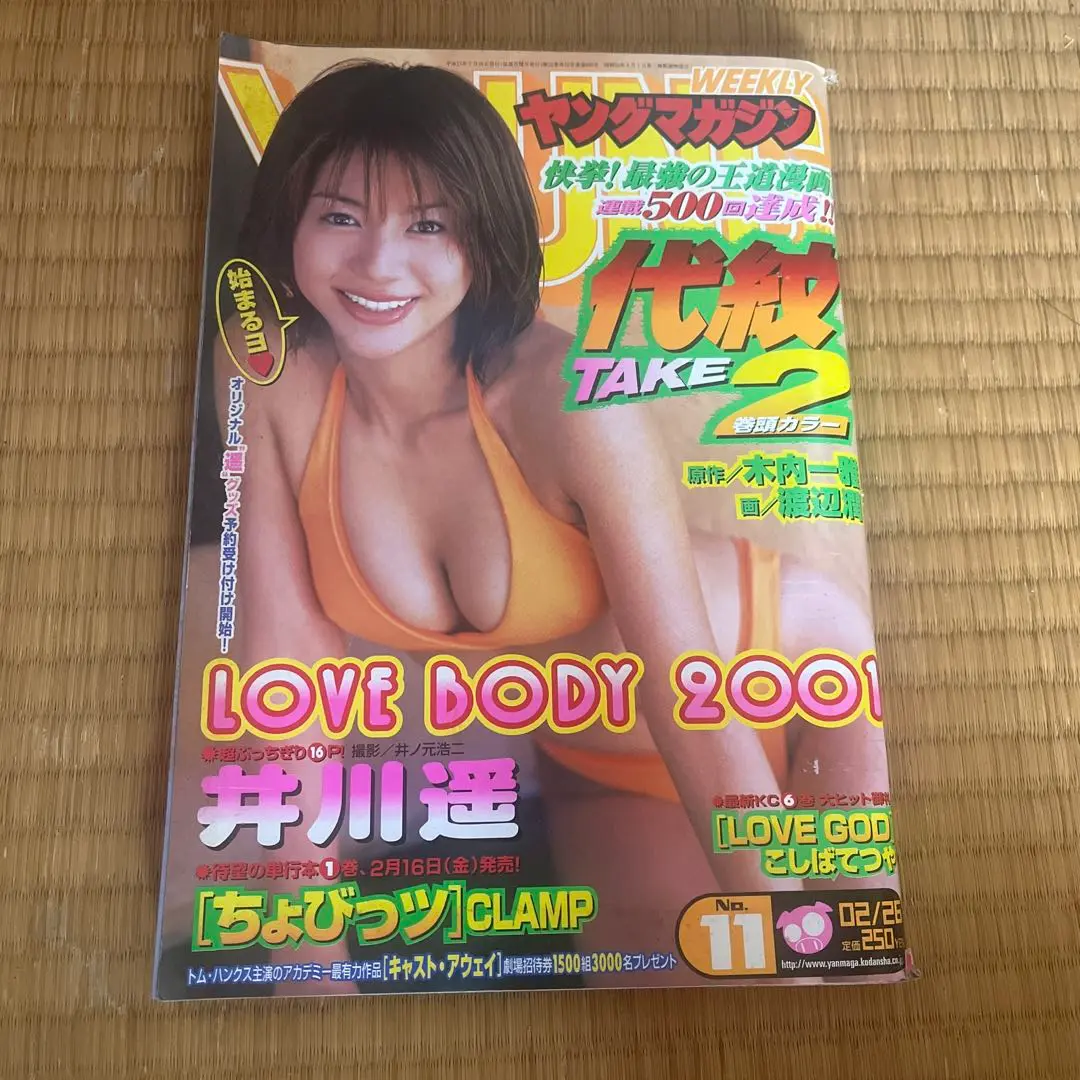 YOUNG
WEEKLY
ヤングマガジン
快挙!最強の王道漫画
連載500回達成!!
代紋
TAKE
2
巻頭カラー
原作/木内一雅
画/渡辺潤
始まるヨ♥
オリジナル"遥"グッズ予約受け付け開始!
LOVE BODY 2001
●超ぶっちぎり16P! 撮影/井ノ元浩二
井川遥
●待望の単行本1巻、2月16日(金)発売!
[ちょびっツ]CLAMP
●最新KC6巻 大ヒット御礼
[LOVE GOD]
こしばてつや
No.
11
02/26
定価250YEN
http://www.yanmaga.kodansha.co.j
トム・ハンクス主演のアカデミー最有力作品[キャスト・アウェイ]劇場招待券1500組3000名プレゼント